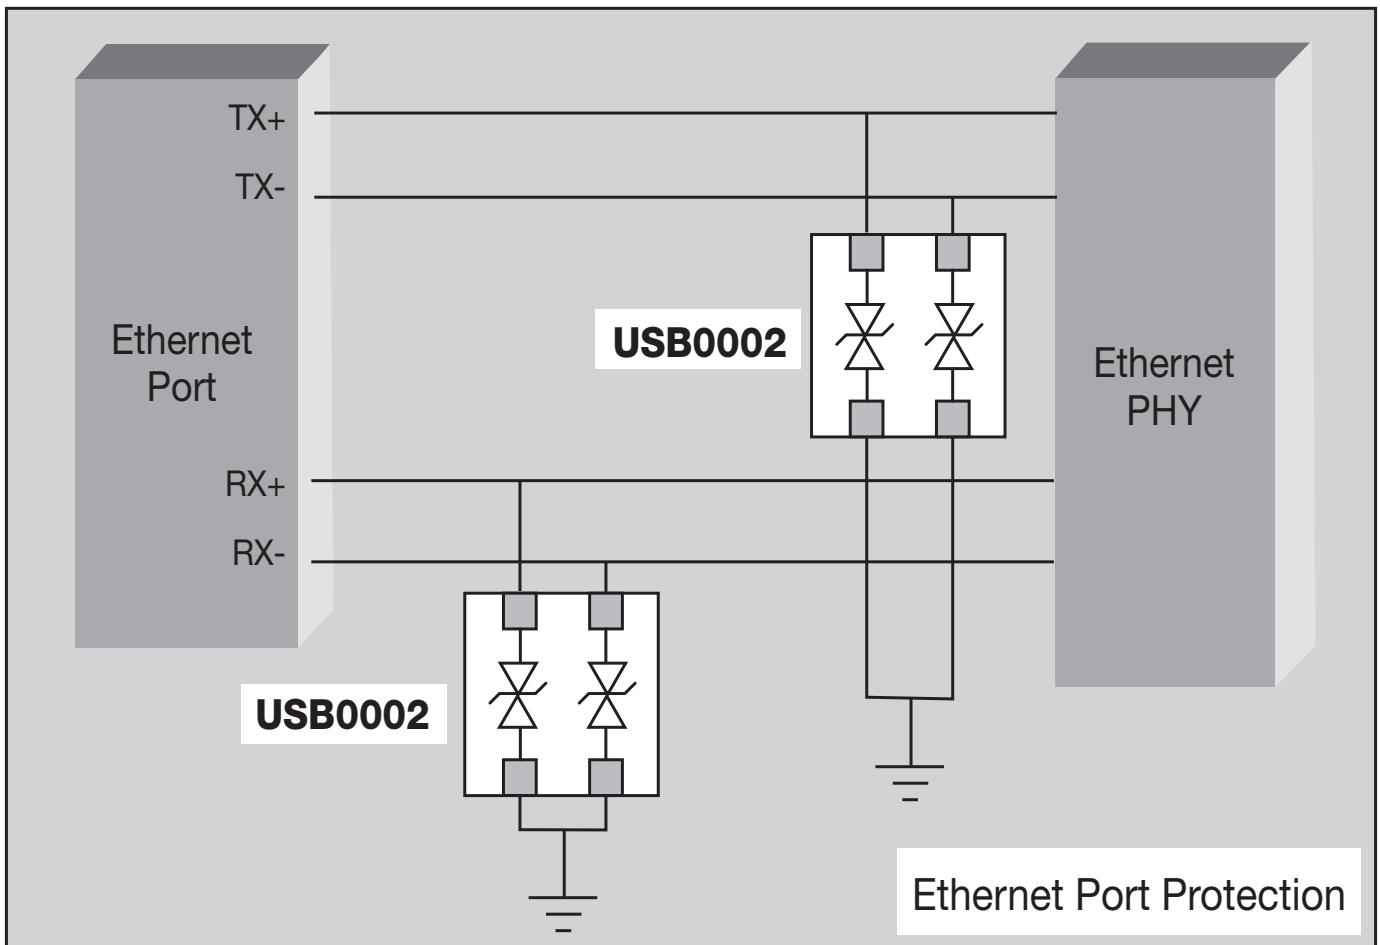 TX+
TX-
Ethernet
Port
USB0002
Ethernet
PHY
RX+
RX-
USB0002
Ethernet Port Protection